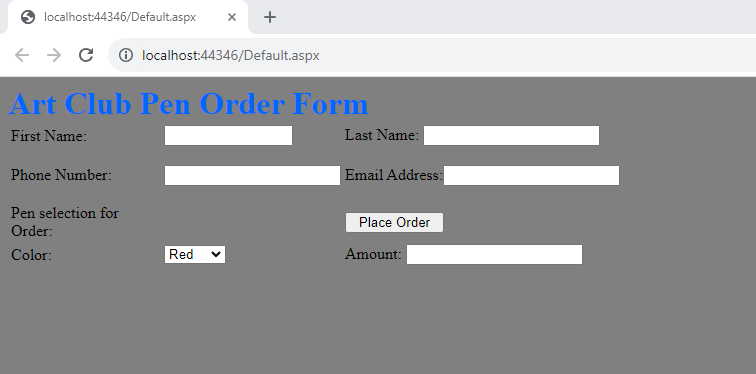 localhost:44346/Default.aspx
localhost:44346/Default.aspx
Art Club Pen Order Form
First Name:
Last Name:
Phone Number:
Email Address:
Pen selection for
Order:
Place Order
Color:
Red
Amount: